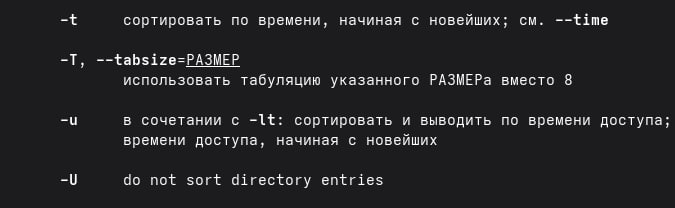 -t сортировать по времени, начиная с новейших; см. --time
-T, --tabsize=РАЗМЕР
использовать табуляцию указанного РАЗМЕРа вместо 8
-u в сочетании с -lt: сортировать и выводить по времени доступа;
времени доступа, начиная с новейших
-U do not sort directory entries